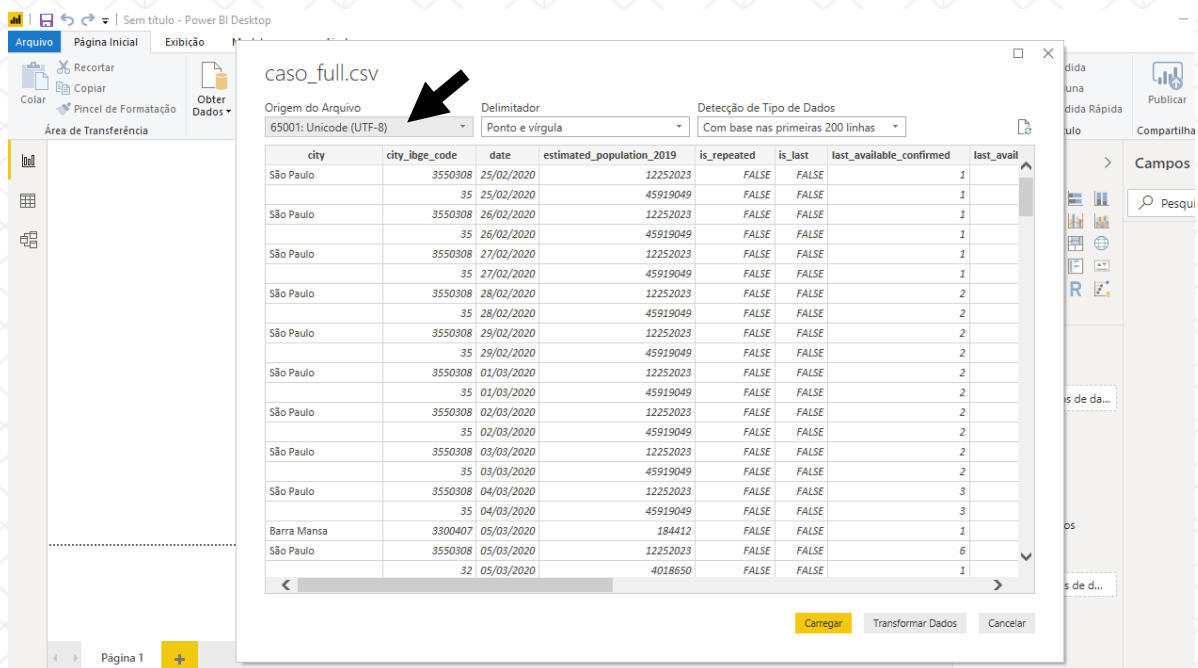 Sem título - Power BI Desktop
Arquivo Página Inicial Exibição
Colar
Recortar
Copiar
Pincel de Formatação
Obter
Dados
Área de Transferência
dida
una
dida Rápida
Publicar
Compartilha
caso_full.csv
Origem do Arquivo Delimitador Detecção de Tipo de Dados
65001: Unicode (UTF-8) Ponto e vírgula Com base nas primeiras 200 linhas
city city_ibge_code date estimated_population_2019 is_repeated is_last last_available_confirmed last_avail
São Paulo 3550308 25/02/2020 12252023 FALSE FALSE 1
35 25/02/2020 45919049 FALSE FALSE 1
São Paulo 3550308 26/02/2020 12252023 FALSE FALSE 1
35 26/02/2020 45919049 FALSE FALSE 1
São Paulo 3550308 27/02/2020 12252023 FALSE FALSE 1
35 27/02/2020 45919049 FALSE FALSE 1
São Paulo 3550308 28/02/2020 12252023 FALSE FALSE 2
35 28/02/2020 45919049 FALSE FALSE 2
São Paulo 3550308 29/02/2020 12252023 FALSE FALSE 2
35 29/02/2020 45919049 FALSE FALSE 2
São Paulo 3550308 01/03/2020 12252023 FALSE FALSE 2
35 01/03/2020 45919049 FALSE FALSE 2
São Paulo 3550308 02/03/2020 12252023 FALSE FALSE 2
35 02/03/2020 45919049 FALSE FALSE 2
São Paulo 3550308 03/03/2020 12252023 FALSE FALSE 2
35 03/03/2020 45919049 FALSE FALSE 2
São Paulo 3550308 04/03/2020 12252023 FALSE FALSE 3
35 04/03/2020 45919049 FALSE FALSE 3
Barra Mansa 3300407 05/03/2020 184412 FALSE FALSE 1
São Paulo 3550308 05/03/2020 12252023 FALSE FALSE 6
32 05/03/2020 4018650 FALSE FALSE 1
Carregar Transformar Dados Cancelar
Campos
Pesqui
R
s de da...
os
s de d...
Página 1 +